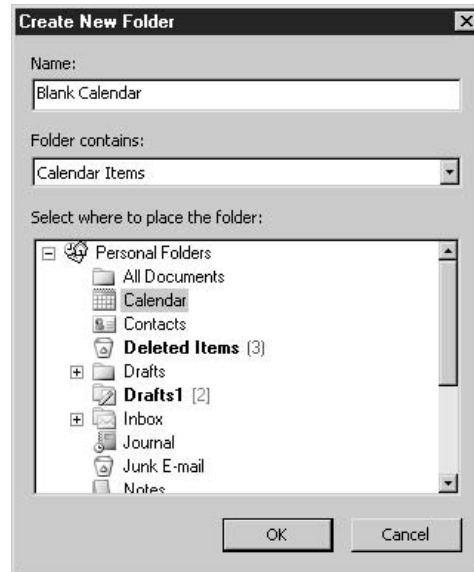 Create New Folder
Name:
Blank Calendar
Folder contains:
Calendar Items
Select where to place the folder:
Personal Folders
All Documents
Calendar
Contacts
Deleted Items (3)
Drafts
Drafts1 [2]
Inbox
Journal
Junk E-mail
Notes
OK
Cancel